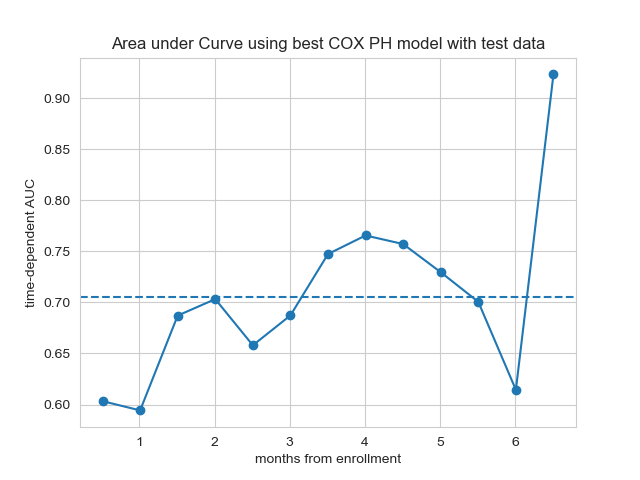 Area under Curve using best COX PH model with test data
0.90
0.85
0.80
0.75
0.70
0.65
0.60
time-dependent AUC
1 2 3 4 5 6
months from enrollment